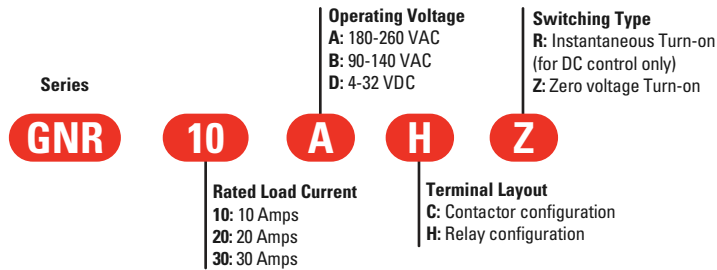 Operating Voltage
A: 180-260 VAC
B: 90-140 VAC
D: 4-32 VDC
Switching Type
R: Instantaneous Turn-on
(for DC control only)
Z: Zero voltage Turn-on
Series
GNR 10 A H Z
Rated Load Current
10: 10 Amps
20: 20 Amps
30: 30 Amps
Terminal Layout
C: Contactor configuration
H: Relay configuration